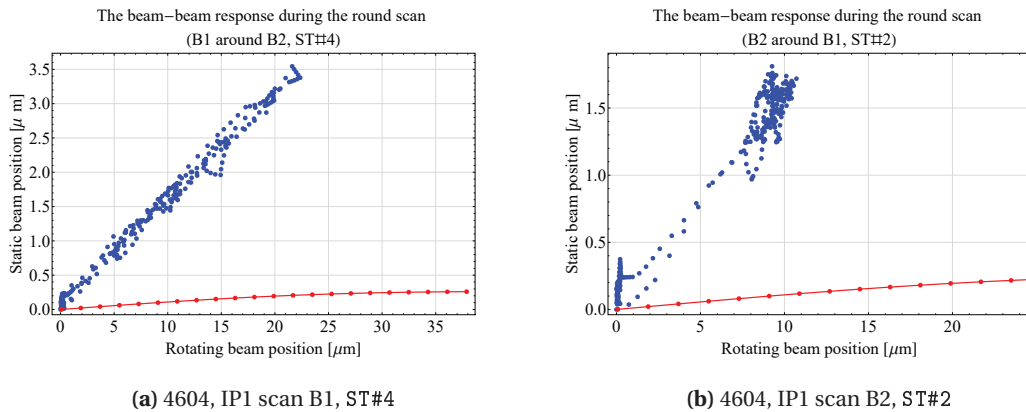 The beam−beam response during the round scan
(B1 around B2, ST#4)
Static beam position [μ m]
3.5
3.0
2.5
2.0
1.5
1.0
0.5
0.0
0 5 10 15 20 25 30 35
Rotating beam position [μm]
(a) 4604, IP1 scan B1, ST#4
The beam−beam response during the round scan
(B2 around B1, ST#2)
Static beam position [μ m]
1.5
1.0
0.5
0.0
0 5 10 15 20
Rotating beam position [μm]
(b) 4604, IP1 scan B2, ST#2